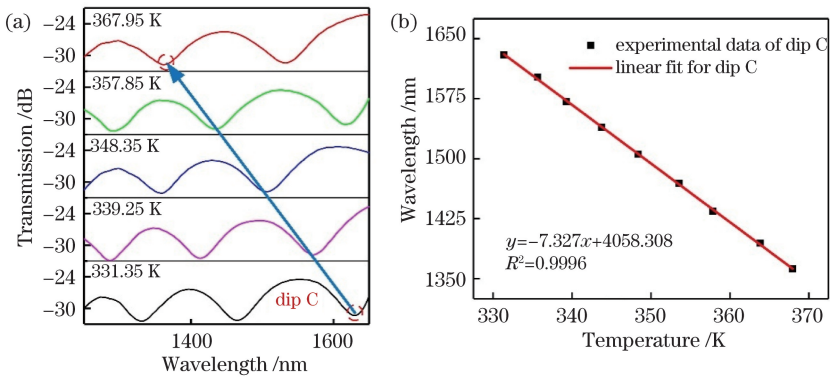 (a)
−24
−30
367.95 K
−24
−30
357.85 K
−24
−30
348.35 K
−24
−30
339.25 K
−24
−30
331.35 K
dip C
Transmission /dB
1400
1600
Wavelength /nm
(b)
1650
1575
1500
1425
1350
Wavelength /nm
experimental data of dip C
linear fit for dip C
y=−7.327x+4058.308
R²=0.9996
330
340
350
360
370
Temperature /K